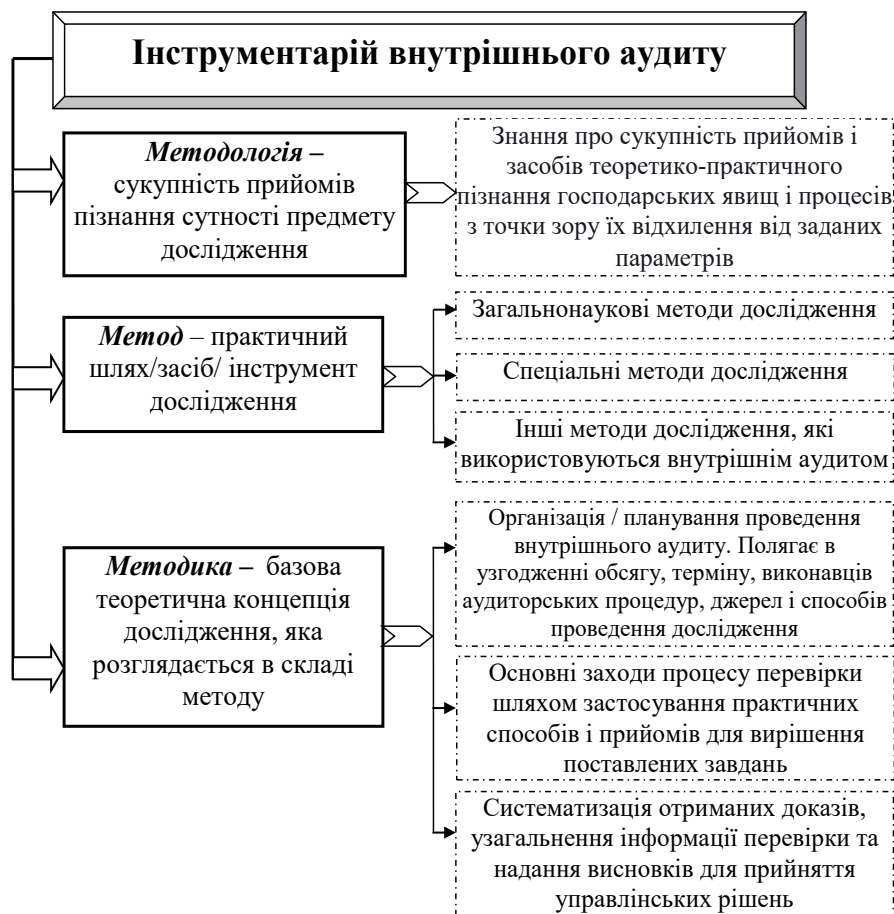 Інструментарій внутрішнього аудиту
Методологія –
сукупність прийомів
пізнання сутності предмету
дослідження
Знання про сукупність прийомів і
засобів теоретико-практичного
пізнання господарських явищ і процесів
з точки зору їх відхилення від заданих
параметрів
Метод – практичний
шлях/засіб/ інструмент
дослідження
Загальнонаукові методи дослідження
Спеціальні методи дослідження
Інші методи дослідження, які
використовуються внутрішнім аудитом
Методика – базова
теоретична концепція
дослідження, яка
розглядається в складі
методу
Організація / планування проведення
внутрішнього аудиту. Полягає в
узгодженні обсягу, терміну, виконавців
аудиторських процедур, джерел і способів
проведення дослідження
Основні заходи процесу перевірки
шляхом застосування практичних
способів і прийомів для вирішення
поставлених завдань
Систематизація отриманих доказів,
узагальнення інформації перевірки та
надання висновків для прийняття
управлінських рішень